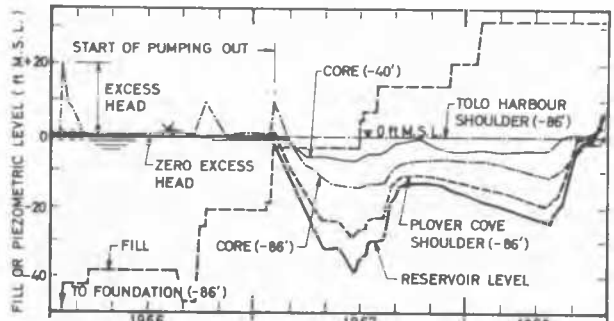 FILL OR PIEZOMETRIC LEVEL (ft M.S.L.)
+20
0
-20
-40
START OF PUMPING OUT
EXCESS
HEAD
CORE (-40')
0 ft M.S.L.
TOLO HARBOUR
SHOULDER (-86')
ZERO EXCESS
HEAD
CORE (-86')
PLOVER COVE
SHOULDER (-86')
FILL
RESERVOIR LEVEL
TO FOUNDATION (-86')
1966
1967